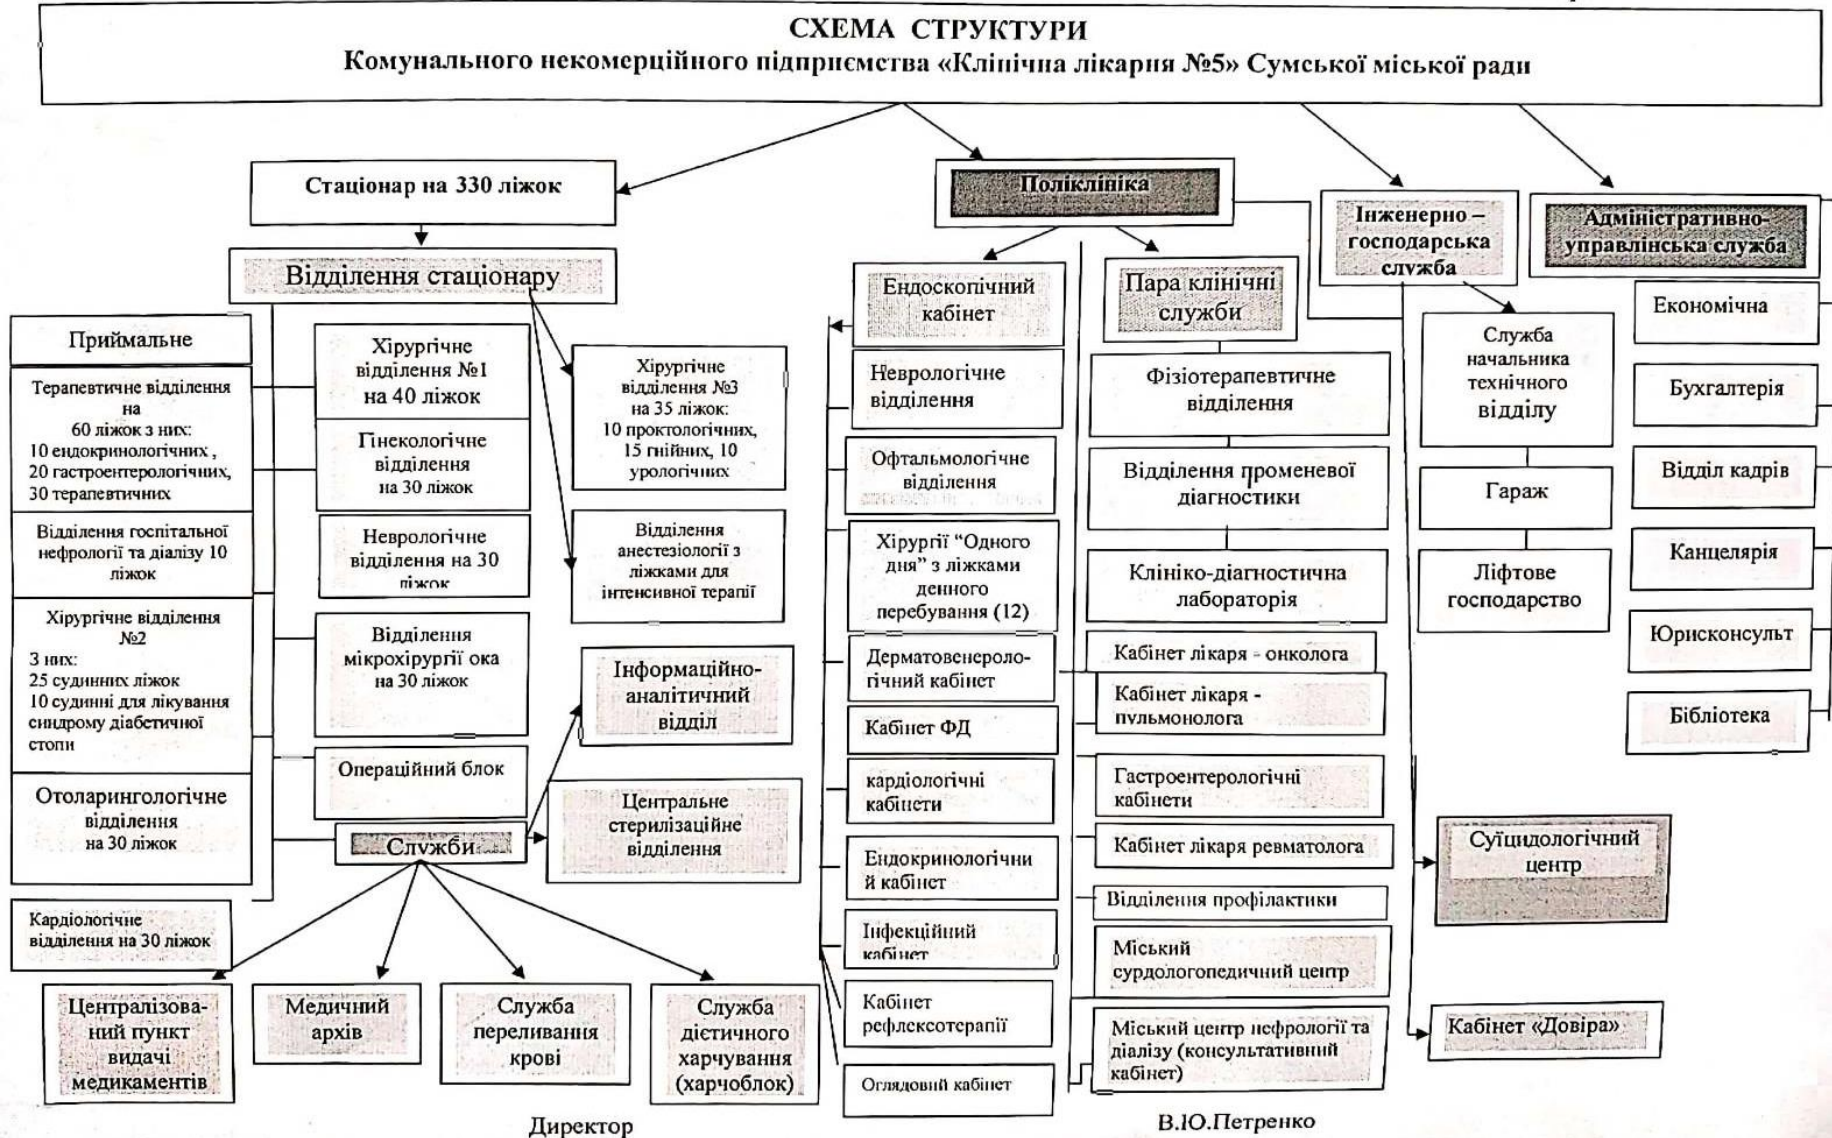 СХЕМА СТРУКТУРИ
Комунального некомерційного підприємства «Клінічна лікарня №5» Сумської міської ради
Стаціонар на 330 ліжок
Відділення стаціонару
Приймальне
Терапевтичне відділення
на
60 ліжок з них:
10 ендокринологічних ,
20 гастроентерологічних,
30 терапевтичних
Відділення госпітальної
нефрології та діалізу 10
ліжок
Хірургічне відділення
№2
З них:
25 судинних ліжок
10 судинні для лікування
синдрому діабетичної
стопи
Отоларингологічне
відділення
на 30 ліжок
Кардіологічне
відділення на 30 ліжок
Хірургічне
відділення №1
на 40 ліжок
Гінекологічне
відділення
на 30 ліжок
Неврологічне
відділення на 30
ліжок
Відділення
мікрохірургії ока
на 30 ліжок
Операційний блок
Хірургічне
відділення №3
на 35 ліжок:
10 проктологічних,
15 гнійних, 10
урологічних
Відділення
анестезіології з
ліжками для
інтенсивної терапії
Служби
Інформаційно-
аналітичний
відділ
Центральне
стерилізаційне
відділення
Централізова-
ний пункт
видачі
медикаментів
Медичний
архів
Служба
переливання
крові
Служба
дієтичного
харчування
(харчоблок)
Поліклініка
Ендоскопічний
кабінет
Неврологічне
відділення
Офтальмологічне
відділення
Хірургії “Одного
дня” з ліжками
денного
перебування (12)
Дерматовенероло-
гічний кабінет
Кабінет ФД
кардіологічні
кабінети
Ендокринологічни
й кабінет
Інфекційний
кабінет
Кабінет
рефлексотерапії
Оглядовий кабінет
Пара клінічні
служби
Фізіотерапевтичне
відділення
Відділення променевої
діагностики
Клініко-діагностична
лабораторія
Кабінет лікаря - онколога
Кабінет лікаря -
пульмонолога
Гастроентерологічні
кабінети
Кабінет лікаря ревматолога
Відділення профілактики
Міський
сурдологопедичний центр
Міський центр нефрології та
діалізу (консультативний
кабінет)
Інженерно –
господарська
служба
Служба
начальника
технічного
відділу
Гараж
Ліфтове
господарство
Суїцидологічний
центр
Кабінет «Довіра»
Адміністративно-
управлінська служба
Економічна
Бухгалтерія
Відділ кадрів
Канцелярія
Юрисконсульт
Бібліотека
Директор
В.Ю.Петренко